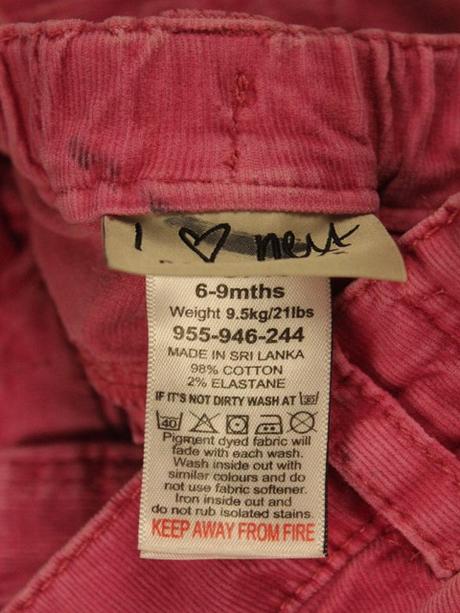 I ♡ next
6-9mths
Weight 9.5kg/21lbs
955-946-244
MADE IN SRI LANKA
98% COTTON
2% ELASTANE
IF IT'S NOT DIRTY WASH AT 30°
40
Pigment dyed fabric will
fade with each wash.
Wash inside out with
similar colours and do
not use fabric softener.
Iron inside out and
do not rub isolated stains
KEEP AWAY FROM FIRE